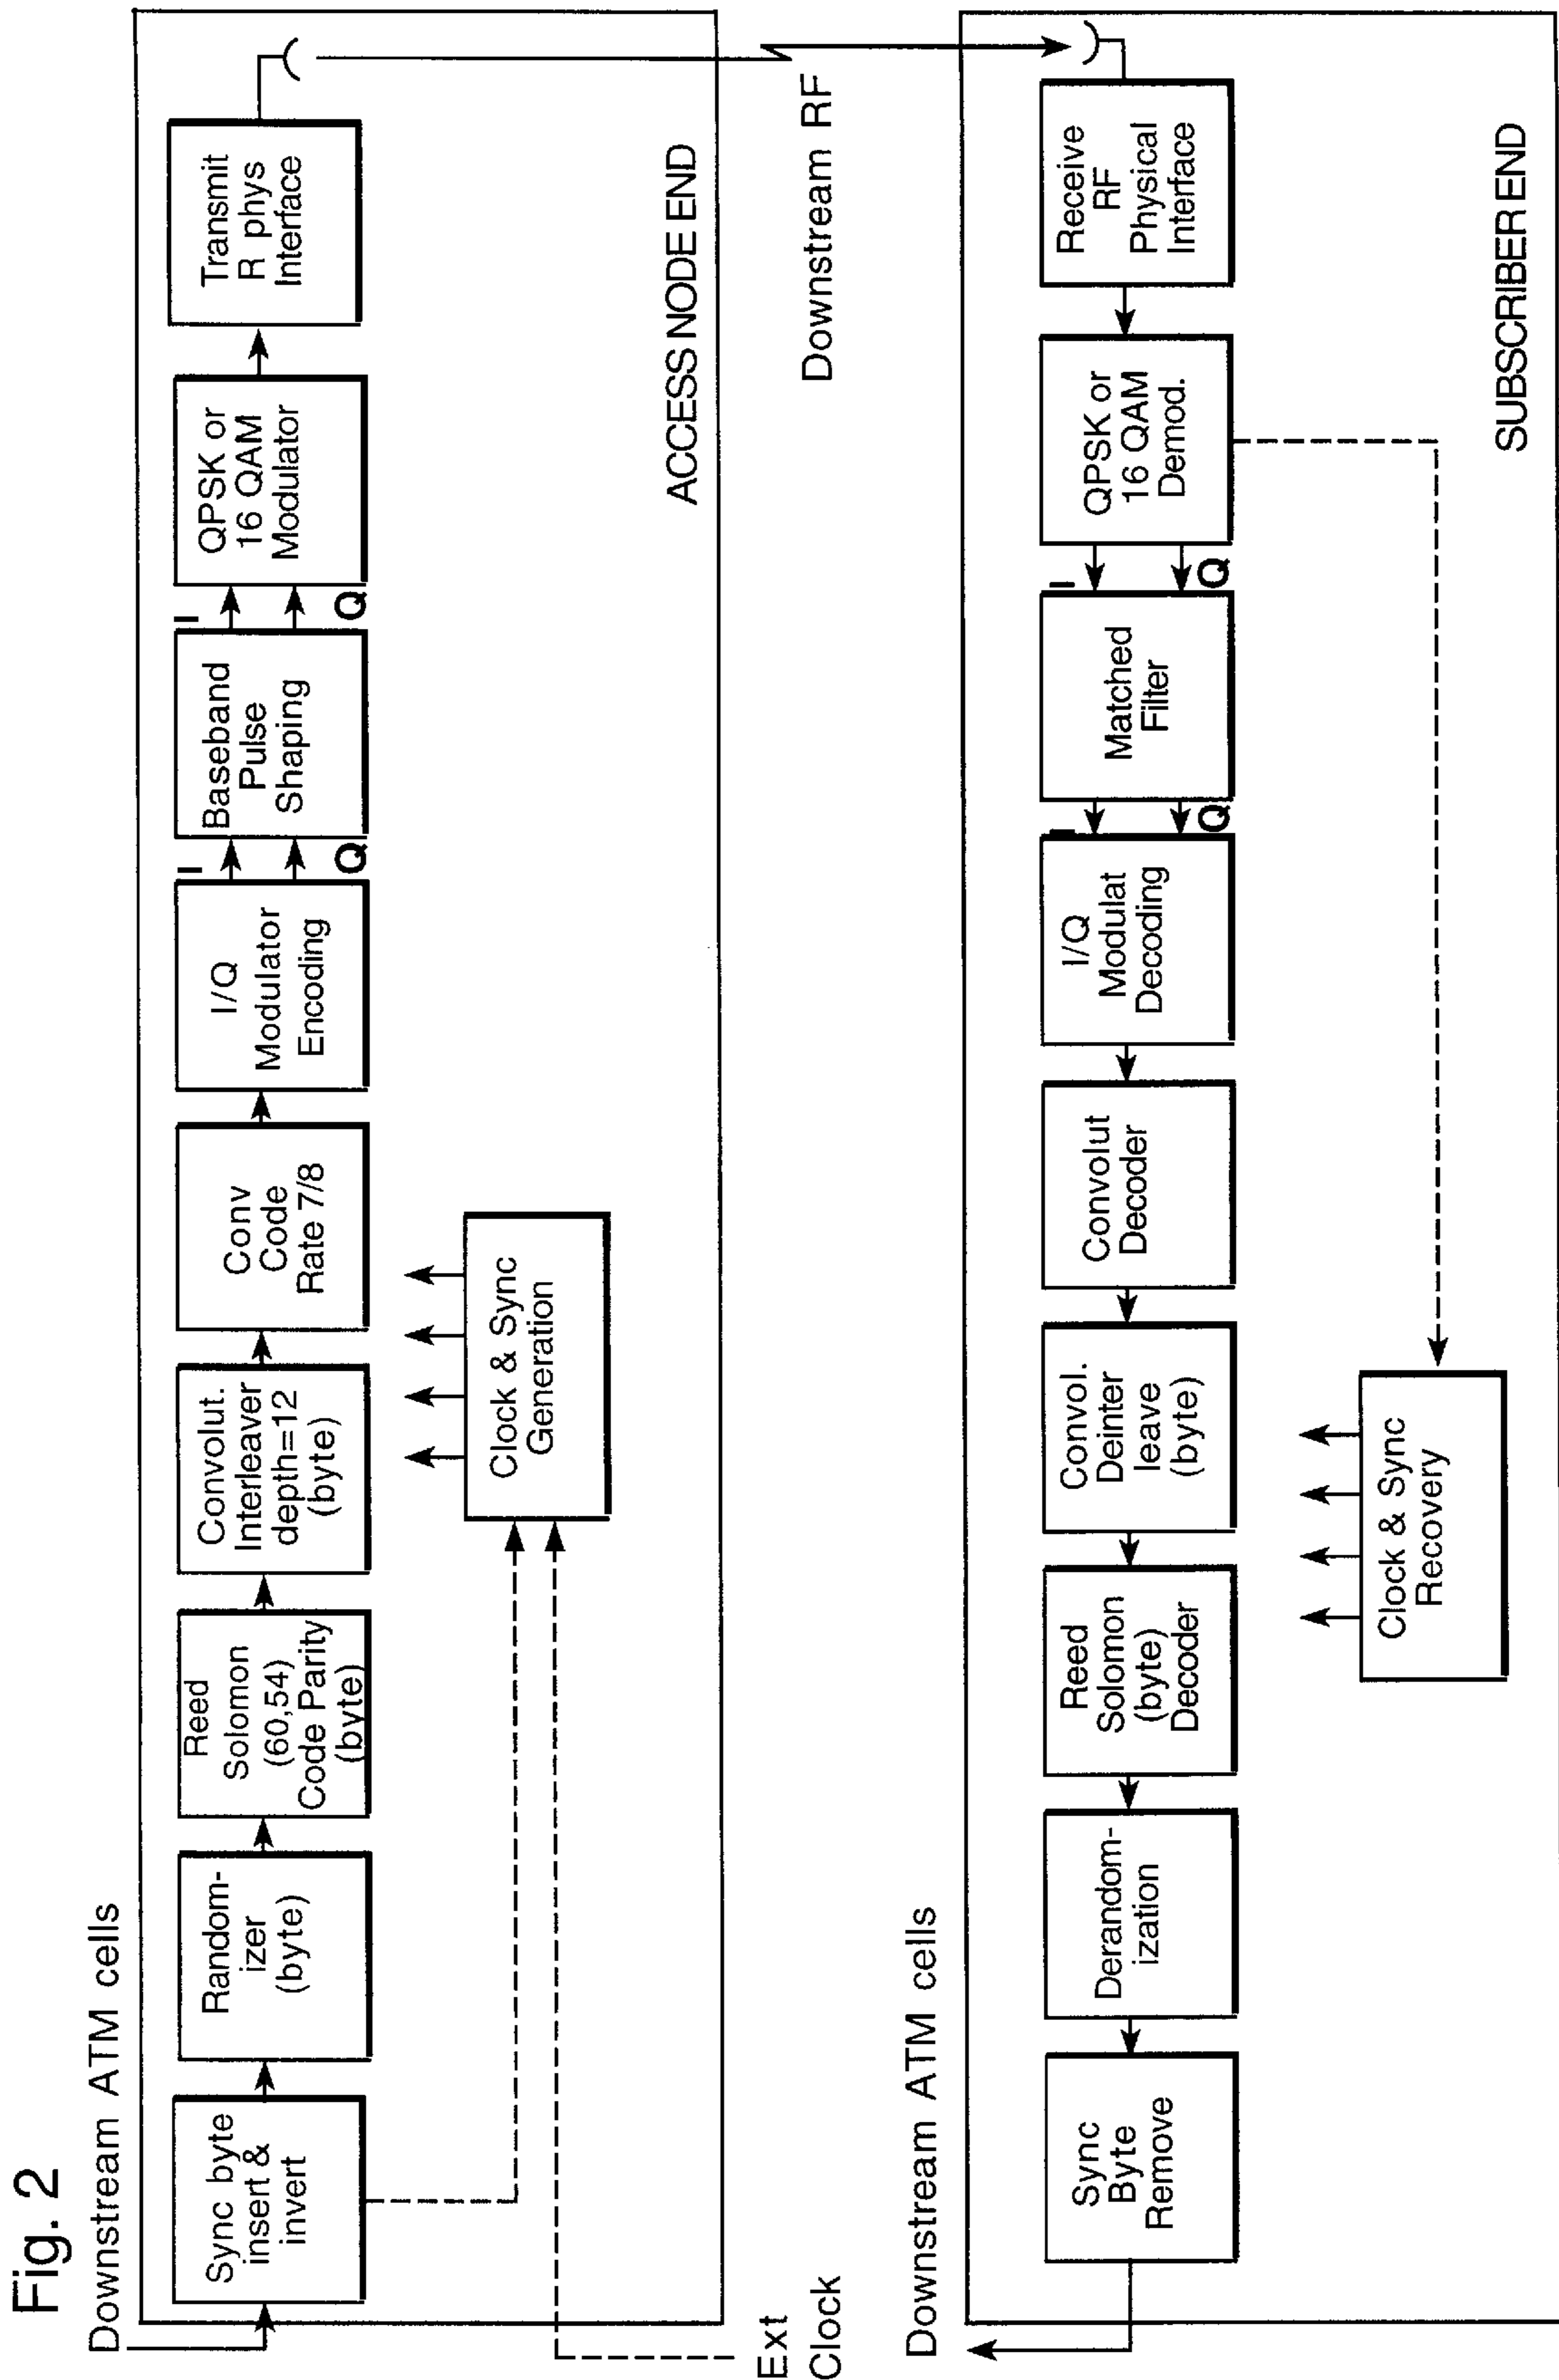 Fig. 2
Downstream ATM cells
Sync byte
insert &
invert
Random-
izer
(byte)
Reed
Solomon
(60,54)
Code Parity
(byte)
Convolut.
Interleaver
depth=12
(byte)
Conv
Code
Rate 7/8
I/Q
Modulator
Encoding
I
Q
Baseband
Pulse
Shaping
I
Q
QPSK or
16 QAM
Modulator
Transmit
R phys
Interface
Clock & Sync
Generation
ACCESS NODE END
Ext
Clock
Downstream RF
Downstream ATM cells
Sync
Byte
Remove
Derandom-
ization
Reed
Solomon
(byte)
Decoder
Convol.
Deinter
leave
(byte)
Convolut
Decoder
I/Q
Modulat
Decoding
I
Q
Matched
Filter
I
Q
QPSK or
16 QAM
Demod.
Receive
RF
Physical
Interface
Clock & Sync
Recovery
SUBSCRIBER END